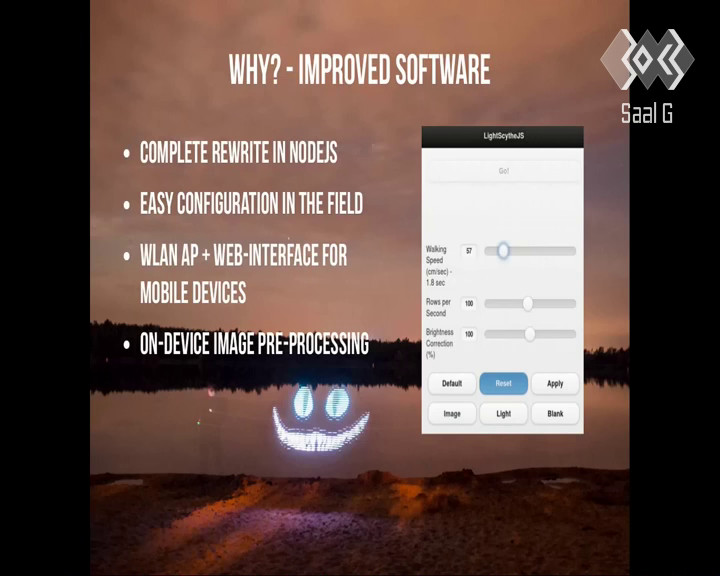 WHY? - IMPROVED SOFTWARE
Saal G
• COMPLETE REWRITE IN NODEJS
• EASY CONFIGURATION IN THE FIELD
• WLAN AP + WEB-INTERFACE FOR
MOBILE DEVICES
• ON-DEVICE IMAGE PRE-PROCESSING
LightScytheJS
Go!
Walking
Speed
(cm/sec) -
1.8 sec
57
Rows per
Second
100
Brightness
Correction
(%)
100
Default
Reset
Apply
Image
Light
Blank